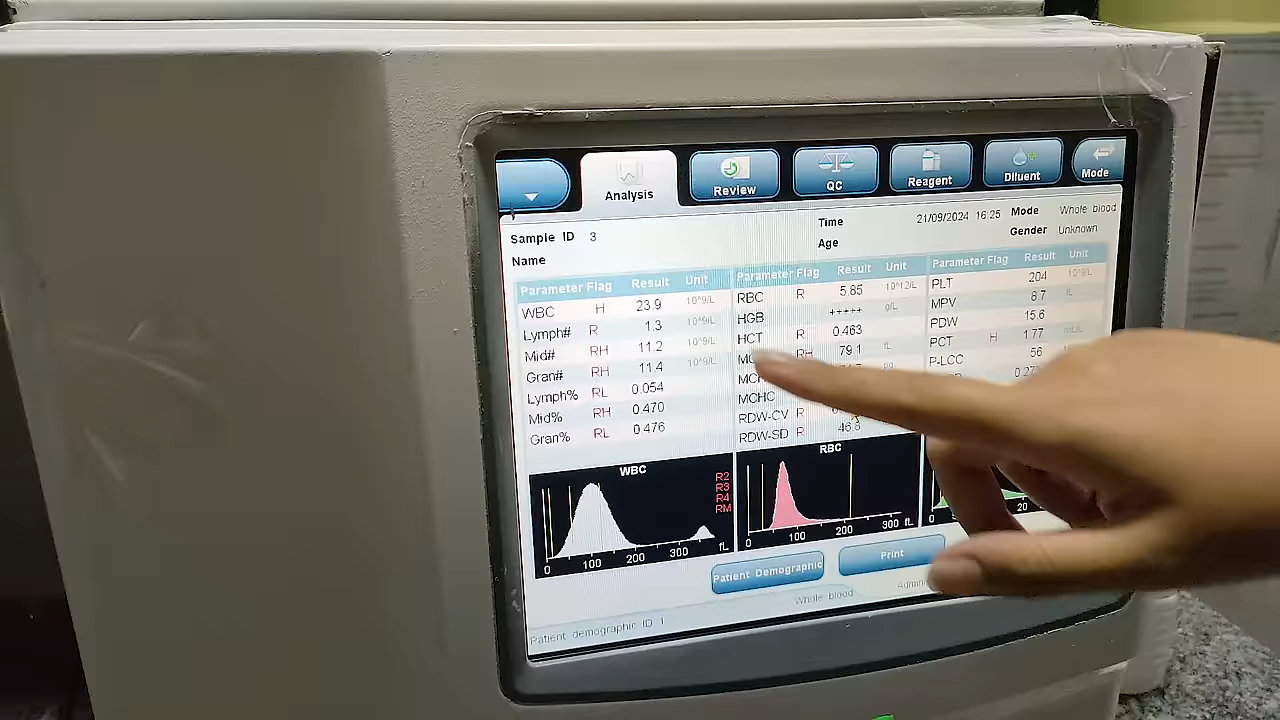 Analysis Review QC Reagent Diluent Mode
Sample ID 3 Time 21/09/2024 16:25 Mode Whole blood
Name Age Gender Unknown
Parameter Flag Result Unit
WBC H 23.9 10^9/L
Lymph# R 1.3 10^9/L
Mid# RH 11.2 10^9/L
Gran# RH 11.4 10^9/L
Lymph% RL 0.054
Mid% RH 0.470
Gran% RL 0.476
Parameter Flag Result Unit
RBC R 5.85 10^12/L
HGB +++++ g/L
HCT R 0.463
RH 79.1 fL
pg
MCHC
RDW-CV R
RDW-SD R 46.6
Parameter Flag Result Unit
PLT 204 10^9/L
MPV 8.7 fL
PDW 15.6
PCT H 1.77 mL/L
P-LCC 56
WBC
R2
R3
R4
RM
0 100 200 300 fL
RBC
0 100 200 300 fL
0 20
Patient Demographic Print
Whole blood
Patient demographic ID 1